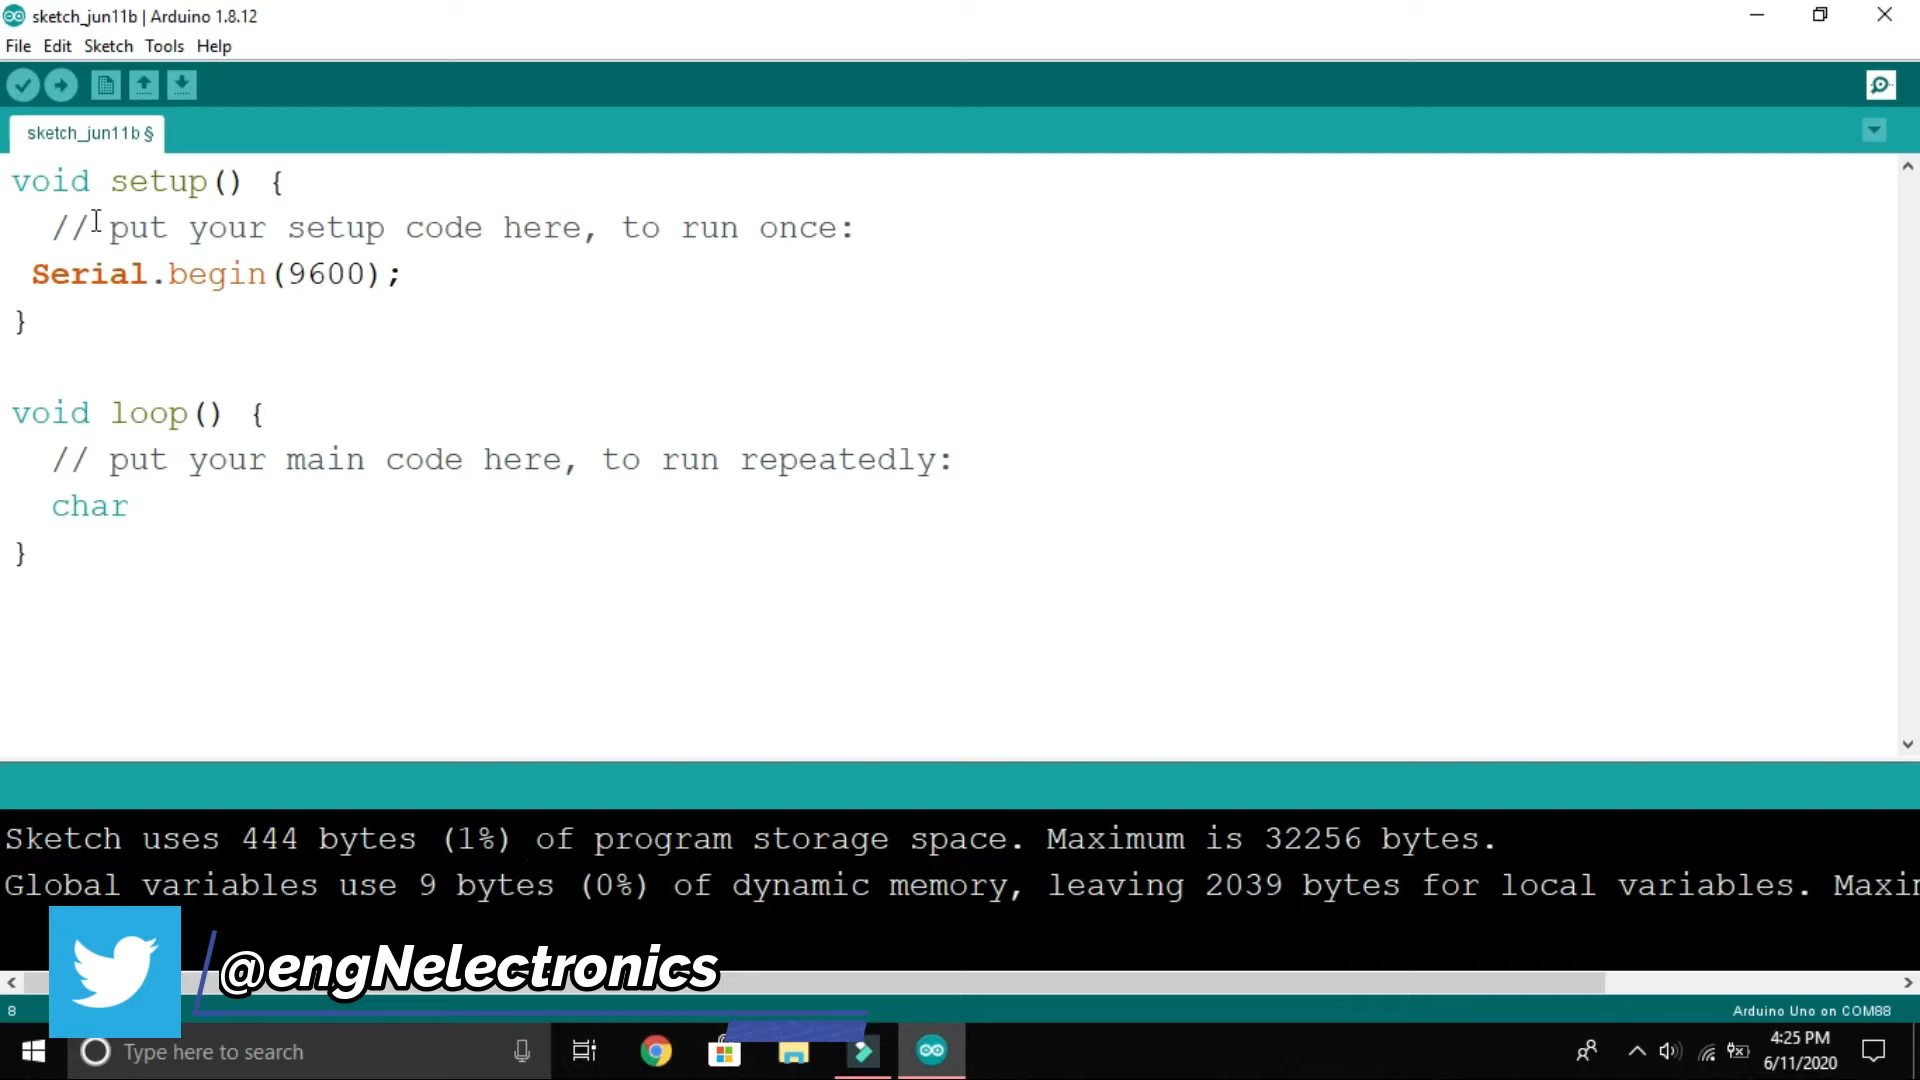 sketch_jun11b | Arduino 1.8.12
File Edit Sketch Tools Help
sketch_jun11b §
void setup() {
// put your setup code here, to run once:
Serial.begin(9600);
}
void loop() {
// put your main code here, to run repeatedly:
char
}
Sketch uses 444 bytes (1%) of program storage space. Maximum is 32256 bytes.
Global variables use 9 bytes (0%) of dynamic memory, leaving 2039 bytes for local variables. Maxin
@engNelectronics
8
Arduino Uno on COM88
Type here to search
4:25 PM
6/11/2020